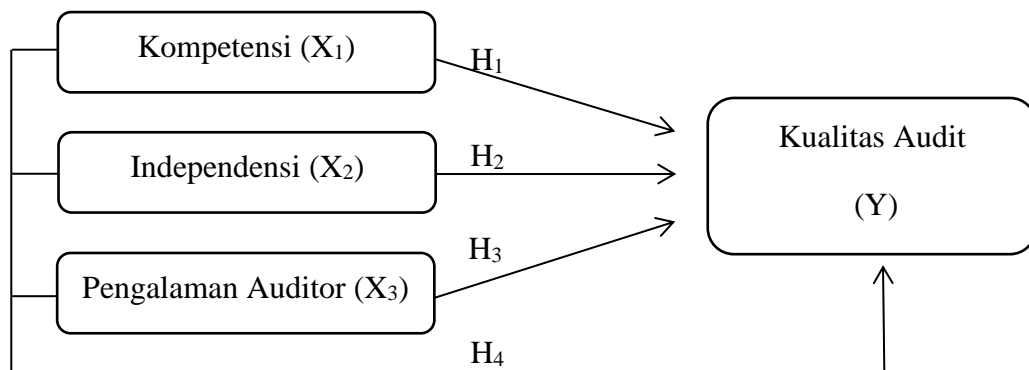 Kompetensi (X₁)
H₁
Independensi (X₂)
H₂
Kualitas Audit
(Y)
Pengalaman Auditor (X₃)
H₃
H₄